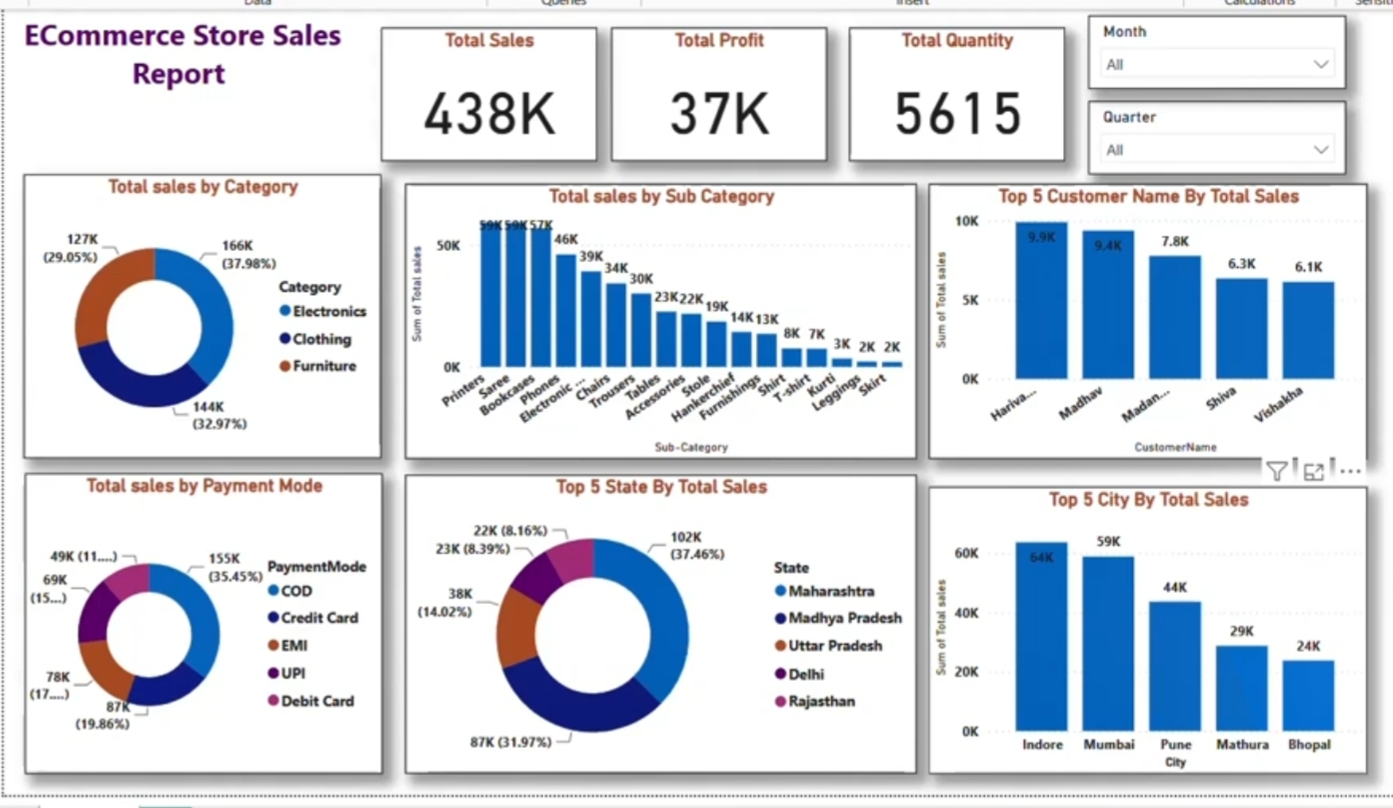 Data
Queries
Insert
Calculations
ECommerce Store Sales
Report
Total Sales
438K
Total Profit
37K
Total Quantity
5615
Month
All
Quarter
All
Total sales by Category
127K
(29.05%)
166K
(37.98%)
144K
(32.97%)
Category
Electronics
Clothing
Furniture
Total sales by Sub Category
Sum of Total sales
50K
0K
59K
59K
57K
46K
39K
34K
30K
23K
22K
19K
14K
13K
8K
7K
3K
2K
2K
Printers
Saree
Bookcases
Phones
Electronic ...
Chairs
Trousers
Tables
Accessories
Stole
Hankerchief
Furnishings
Shirt
T-shirt
Kurti
Leggings
Skirt
Sub-Category
Top 5 Customer Name By Total Sales
Sum of Total sales
10K
5K
0K
9.9K
9.4K
7.8K
6.3K
6.1K
Hariva...
Madhav
Madan...
Shiva
Vishakha
CustomerName
Total sales by Payment Mode
49K (11....)
69K
(15...)
78K
(17....)
87K
(19.86%)
155K
(35.45%)
PaymentMode
COD
Credit Card
EMI
UPI
Debit Card
Top 5 State By Total Sales
22K (8.16%)
23K (8.39%)
38K
(14.02%)
87K (31.97%)
102K
(37.46%)
State
Maharashtra
Madhya Pradesh
Uttar Pradesh
Delhi
Rajasthan
Top 5 City By Total Sales
Sum of Total sales
60K
40K
20K
0K
64K
59K
44K
29K
24K
Indore
Mumbai
Pune
Mathura
Bhopal
City